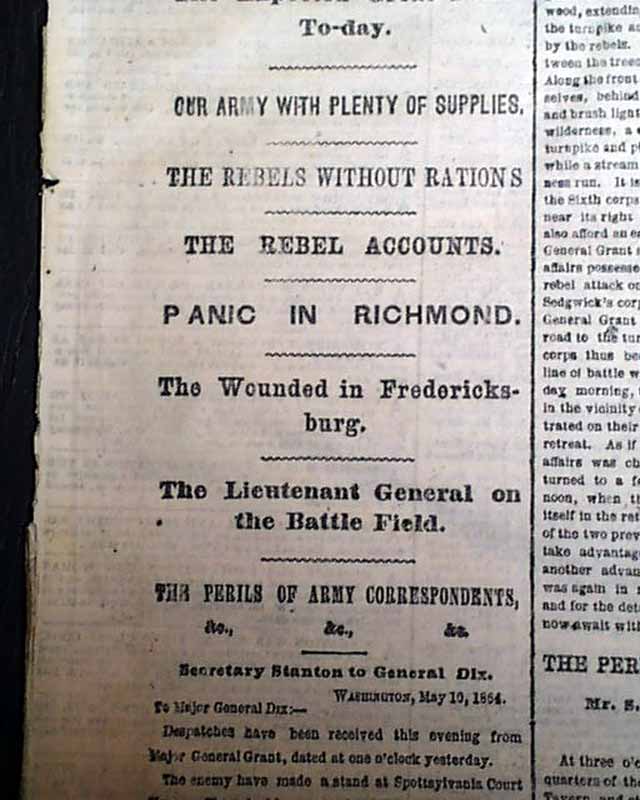 To-day.
OUR ARMY WITH PLENTY OF SUPPLIES.
THE REBELS WITHOUT RATIONS
THE REBEL ACCOUNTS.
PANIC IN RICHMOND.
The Wounded in Fredericks-
burg.
The Lieutenant General on
the Battle Field.
THE PERILS OF ARMY CORRESPONDENTS,
&c., &c., &c.
Secretary Stanton to General Dix.
WASHINGTON, May 10, 1864.
To Major General DIX:—
Despatches have been received this evening from
Major General Grant, dated at one o'clock yesterday.
The enemy have made a stand at Spottsylvania Court
wood, extendin
the turnpike a
by the rebels.
tween the tree
Along the front
selves, behind
and brush light
wilderness, a
turnpike and p
while a stream
ness run. It is
the Sixth corps
near its right
also afford an e
General Grant
affairs possesse
rebel attack o
Sedgwick's cor
General Grant
road to the tur
corps thus be
line of battle w
day morning,
in the vicinity
trated on their
retreat. As if
affairs was ch
turned to a f
noon, when th
itself in the ret
of the two prev
take advantag
another advan
was again in
and for the det
now await with
THE PER
Mr. S.
At three o'c
quarters of the
Tavern, and